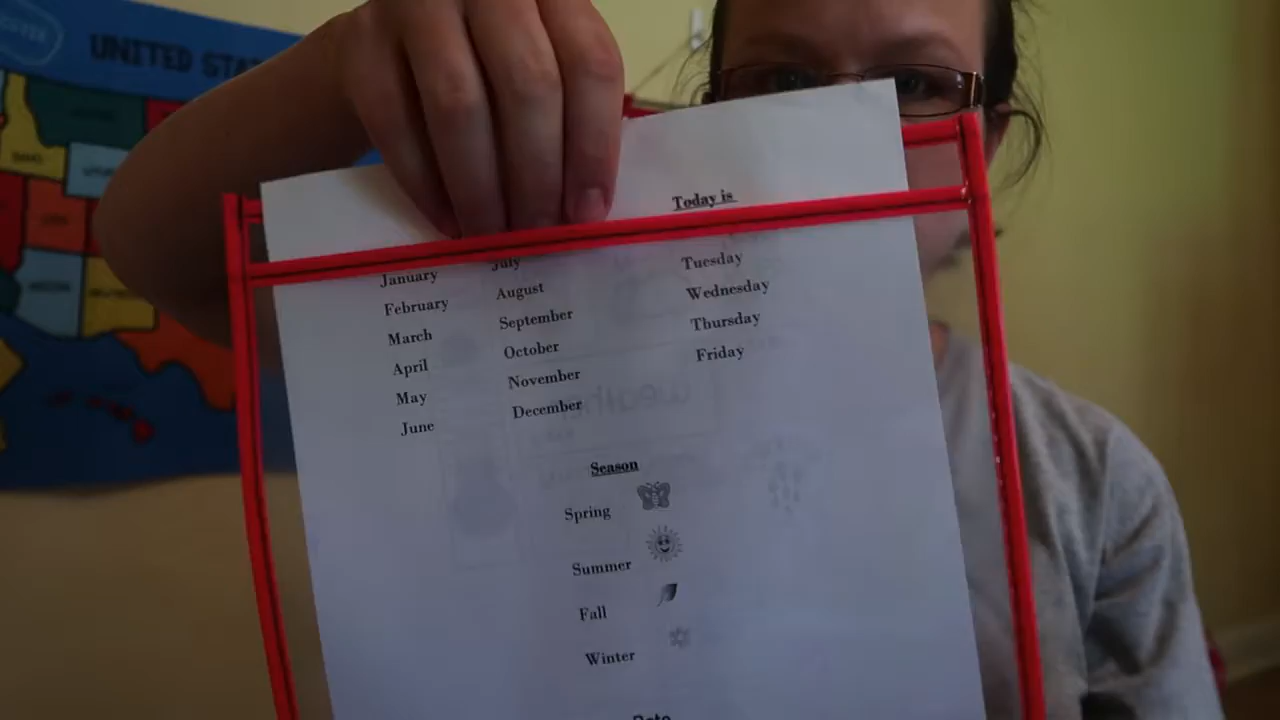 UNITED STA
Today is
January
February
March
April
May
June
July
August
September
October
November
December
Tuesday
Wednesday
Thursday
Friday
Season
Spring
Summer
Fall
Winter
Date